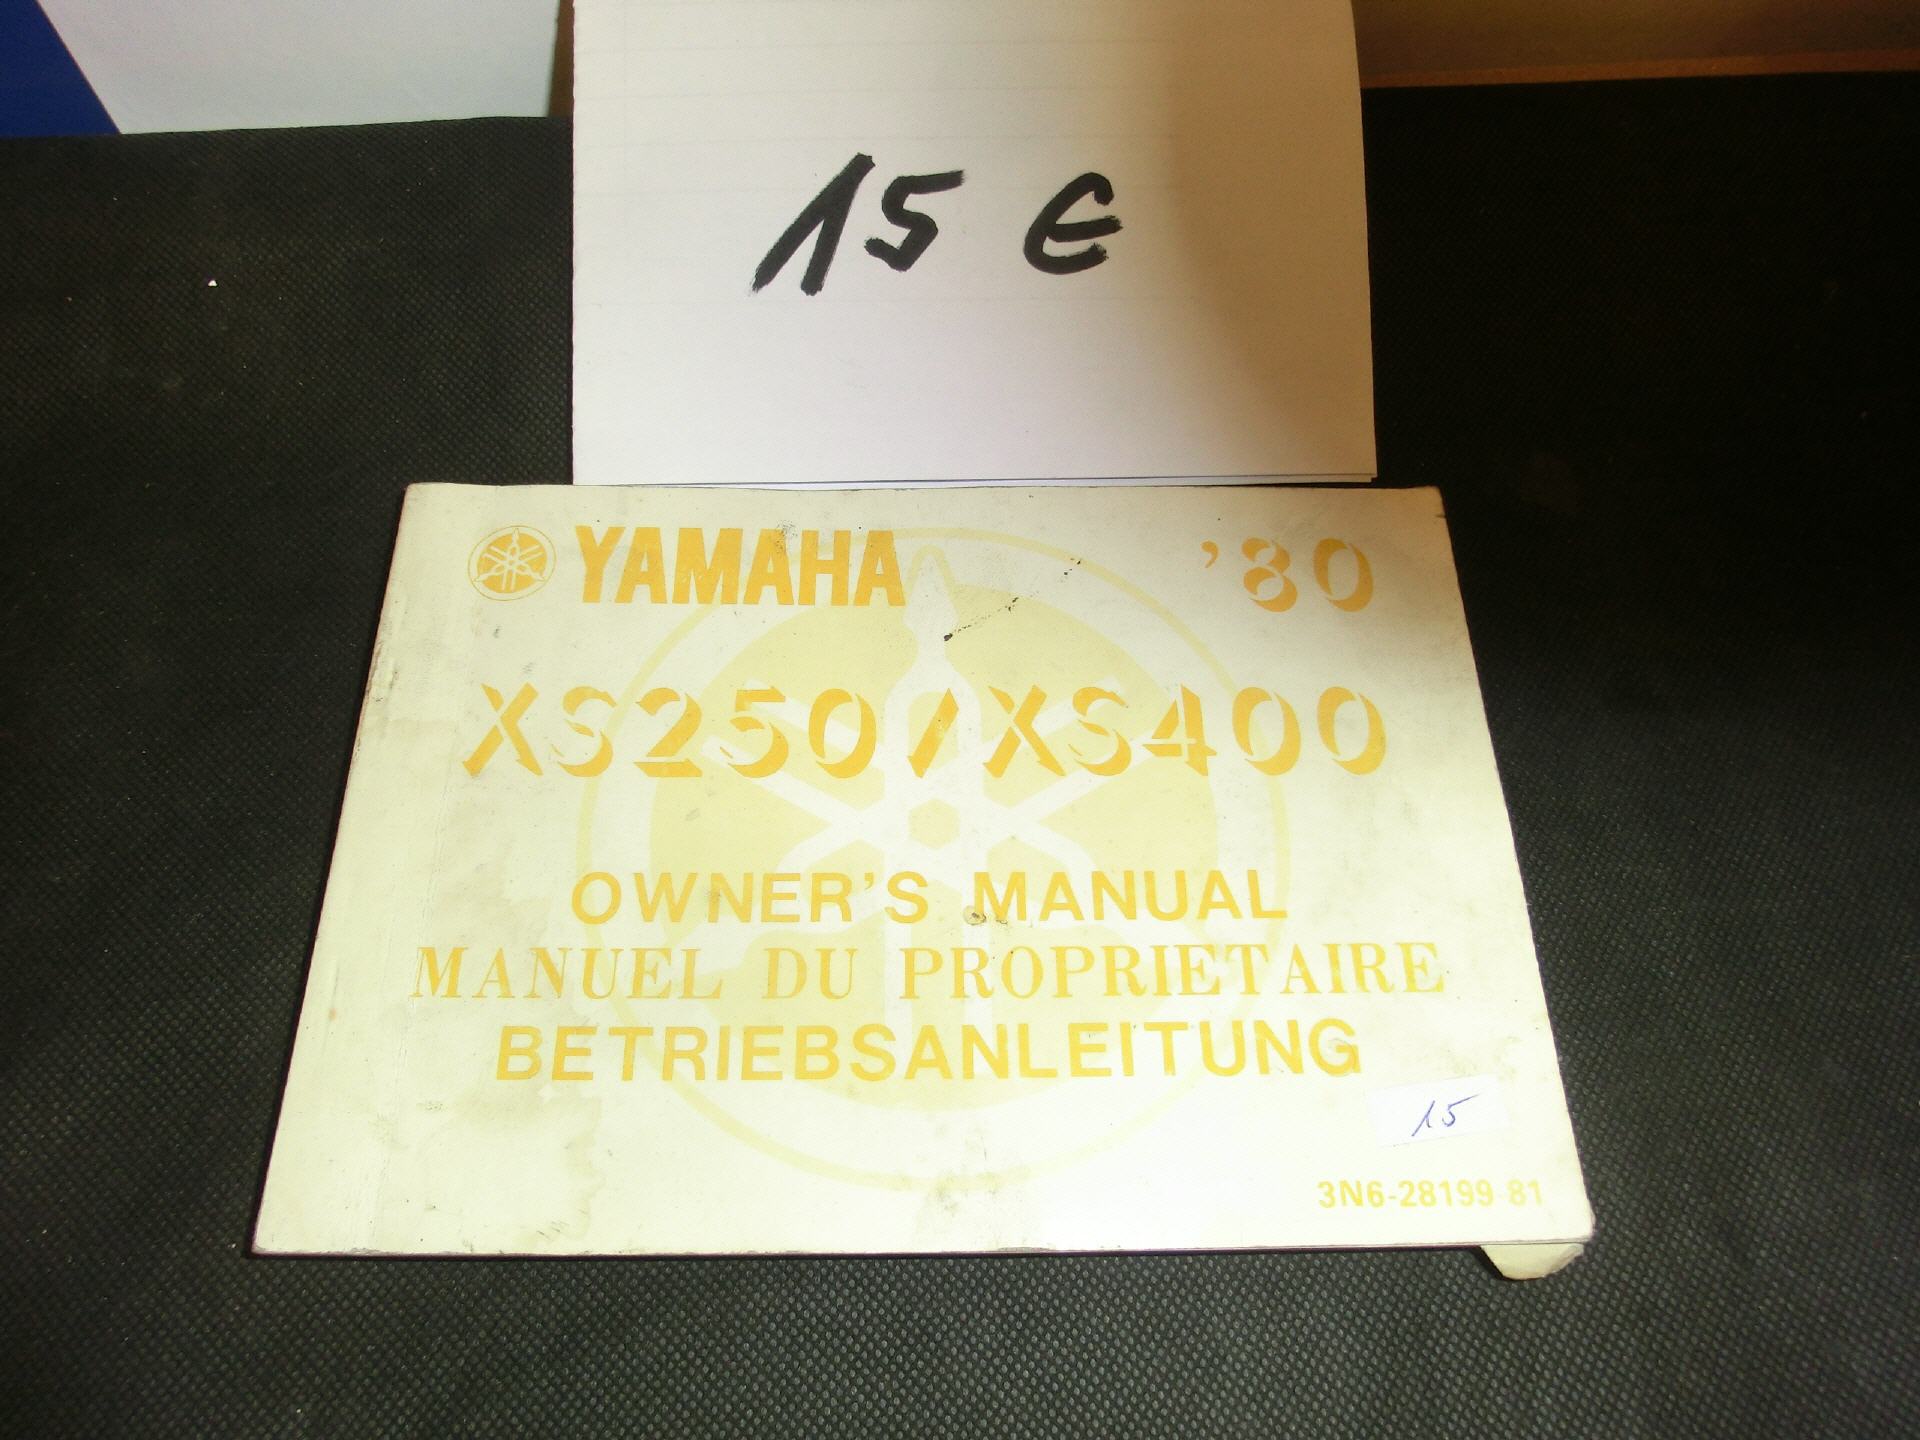 15 €
YAMAHA '80
XS250/XS400
OWNER'S MANUAL
MANUEL DU PROPRIETAIRE
BETRIEBSANLEITUNG
15
3N6-28199-81